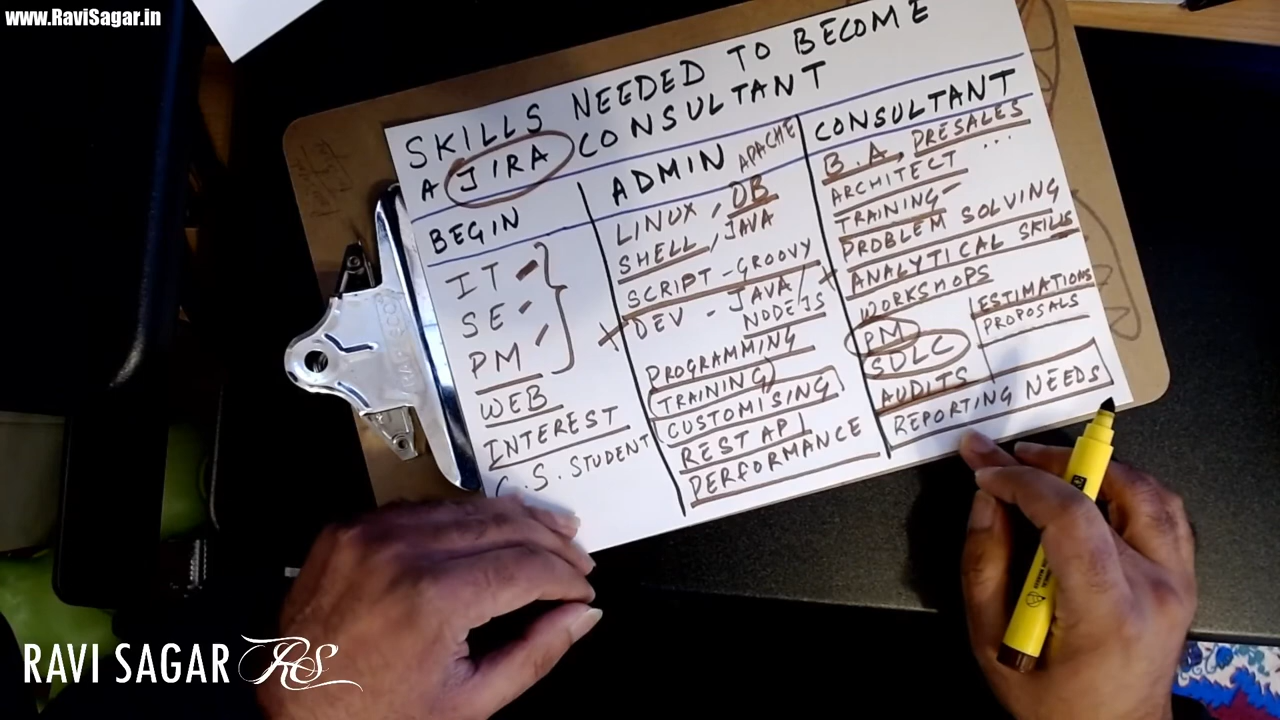 www.RaviSagar.in
SKILLS NEEDED TO BECOME
A JIRA CONSULTANT
BEGIN
IT -
SE -
PM -
WEB
INTEREST
C.S. STUDENT
ADMIN APACHE
LINUX, DB
SHELL, JAVA
SCRIPT - GROOVY
DEV - JAVA/
NODEJS
PROGRAMMING
TRAINING
CUSTOMISING
REST API
PERFORMANCE
CONSULTANT
B.A, PRESALES
ARCHITECT ...
TRAINING -
PROBLEM SOLVING
ANALYTICAL SKILLS
WORKSHOPS
PM
SDLC
AUDITS
ESTIMATIONS
PROPOSALS
REPORTING NEEDS
RAVI SAGAR RS